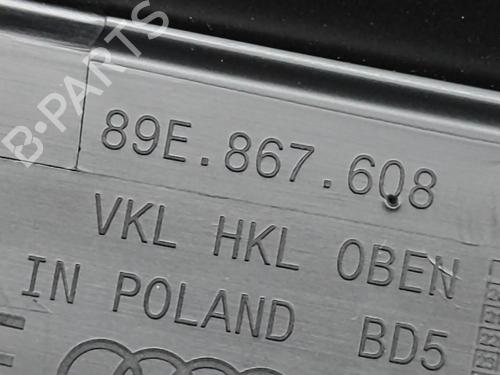 B-PARTS
89E.867.608
VKL HKL OBEN
IN POLAND BD5